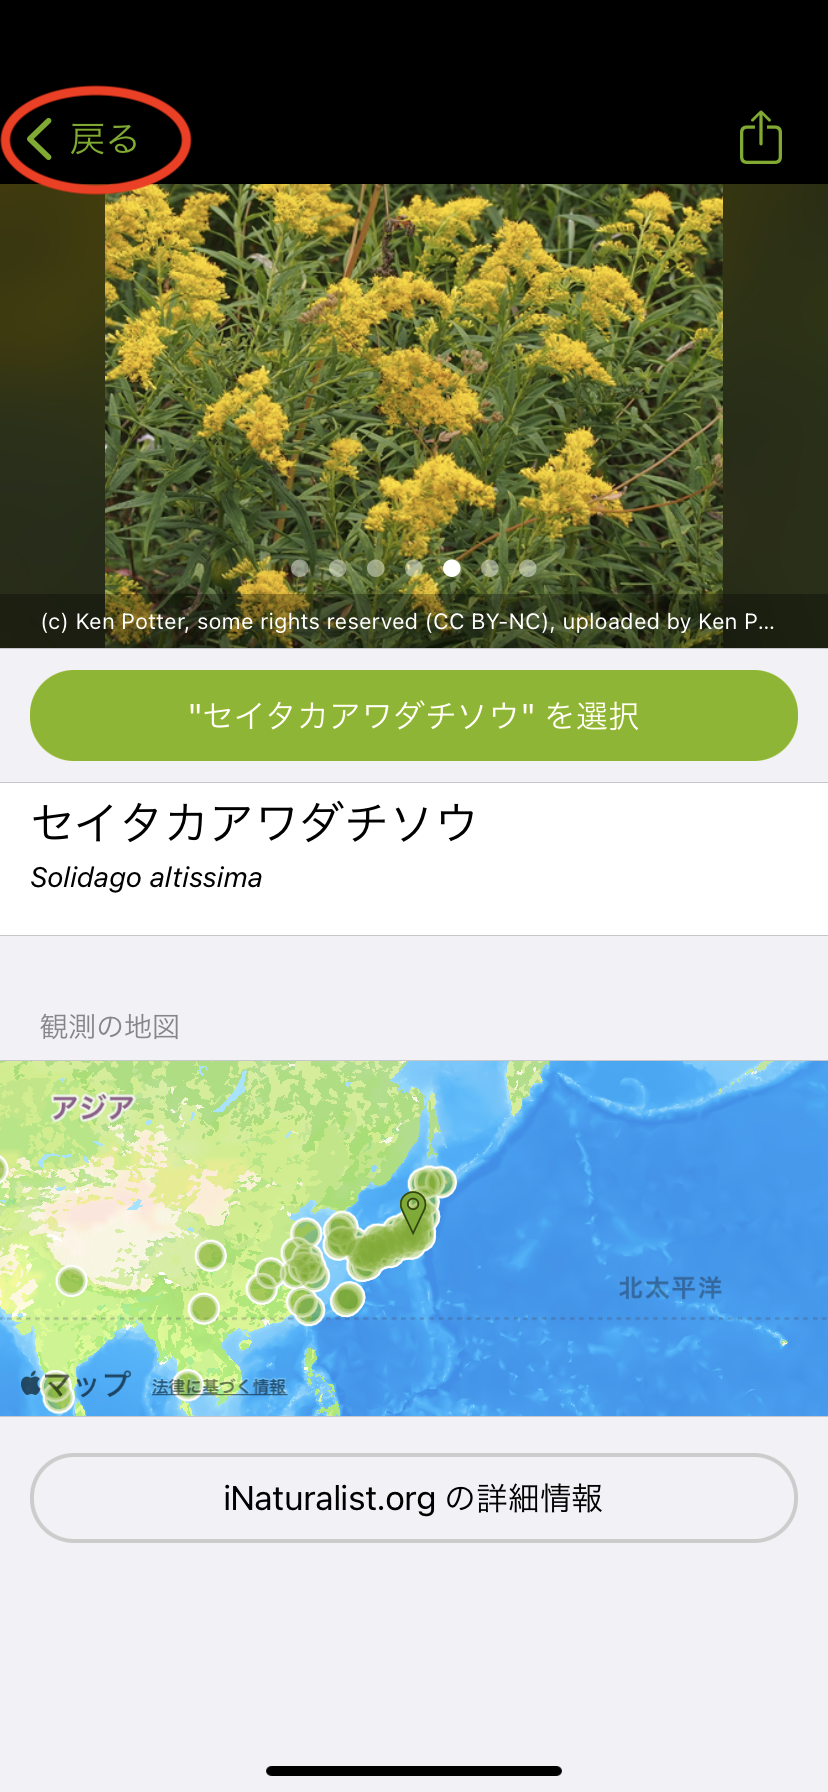 戻る
(c) Ken Potter, some rights reserved (CC BY-NC), uploaded by Ken P...
"セイタカアワダチソウ" を選択
セイタカアワダチソウ
Solidago altissima
観測の地図
アジア
北太平洋
マップ 法律に基づく情報
iNaturalist.org の詳細情報